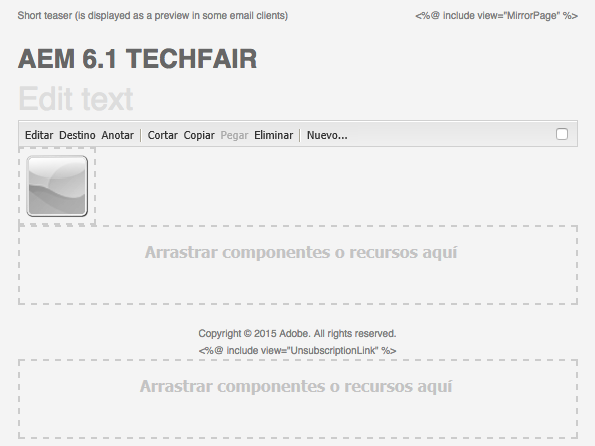 Short teaser (is displayed as a preview in some email clients) <%@ include view="MirrorPage" %>
AEM 6.1 TECHFAIR
Edit text
Editar Destino Anotar | Cortar Copiar Pegar Eliminar | Nuevo...
Arrastrar componentes o recursos aquí
Copyright © 2015 Adobe. All rights reserved.
<%@ include view="UnsubscriptionLink" %>
Arrastrar componentes o recursos aquí